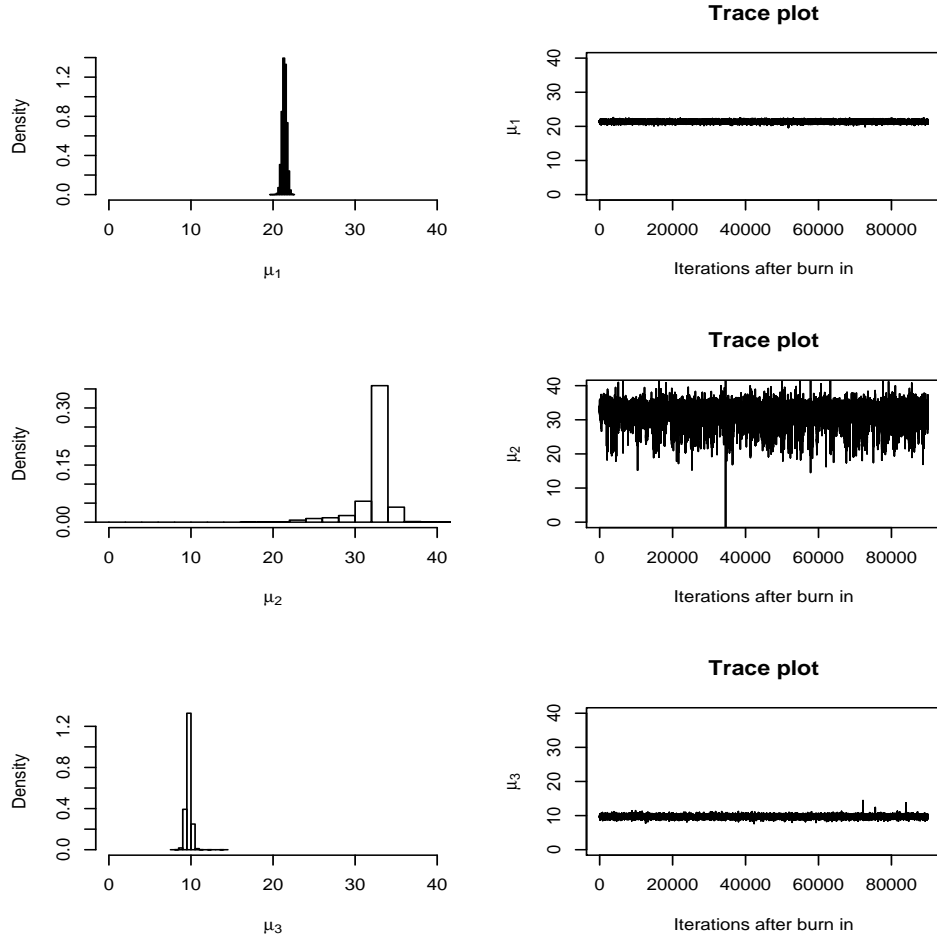 Density
0.0 0.4 0.8 1.2
0 10 20 30 40
μ1
Trace plot
μ1
0 10 20 30 40
0 20000 40000 60000 80000
Iterations after burn in
Density
0.00 0.15 0.30
0 10 20 30 40
μ2
Trace plot
μ2
0 10 20 30 40
0 20000 40000 60000 80000
Iterations after burn in
Density
0.0 0.4 0.8 1.2
0 10 20 30 40
μ3
Trace plot
μ3
0 10 20 30 40
0 20000 40000 60000 80000
Iterations after burn in